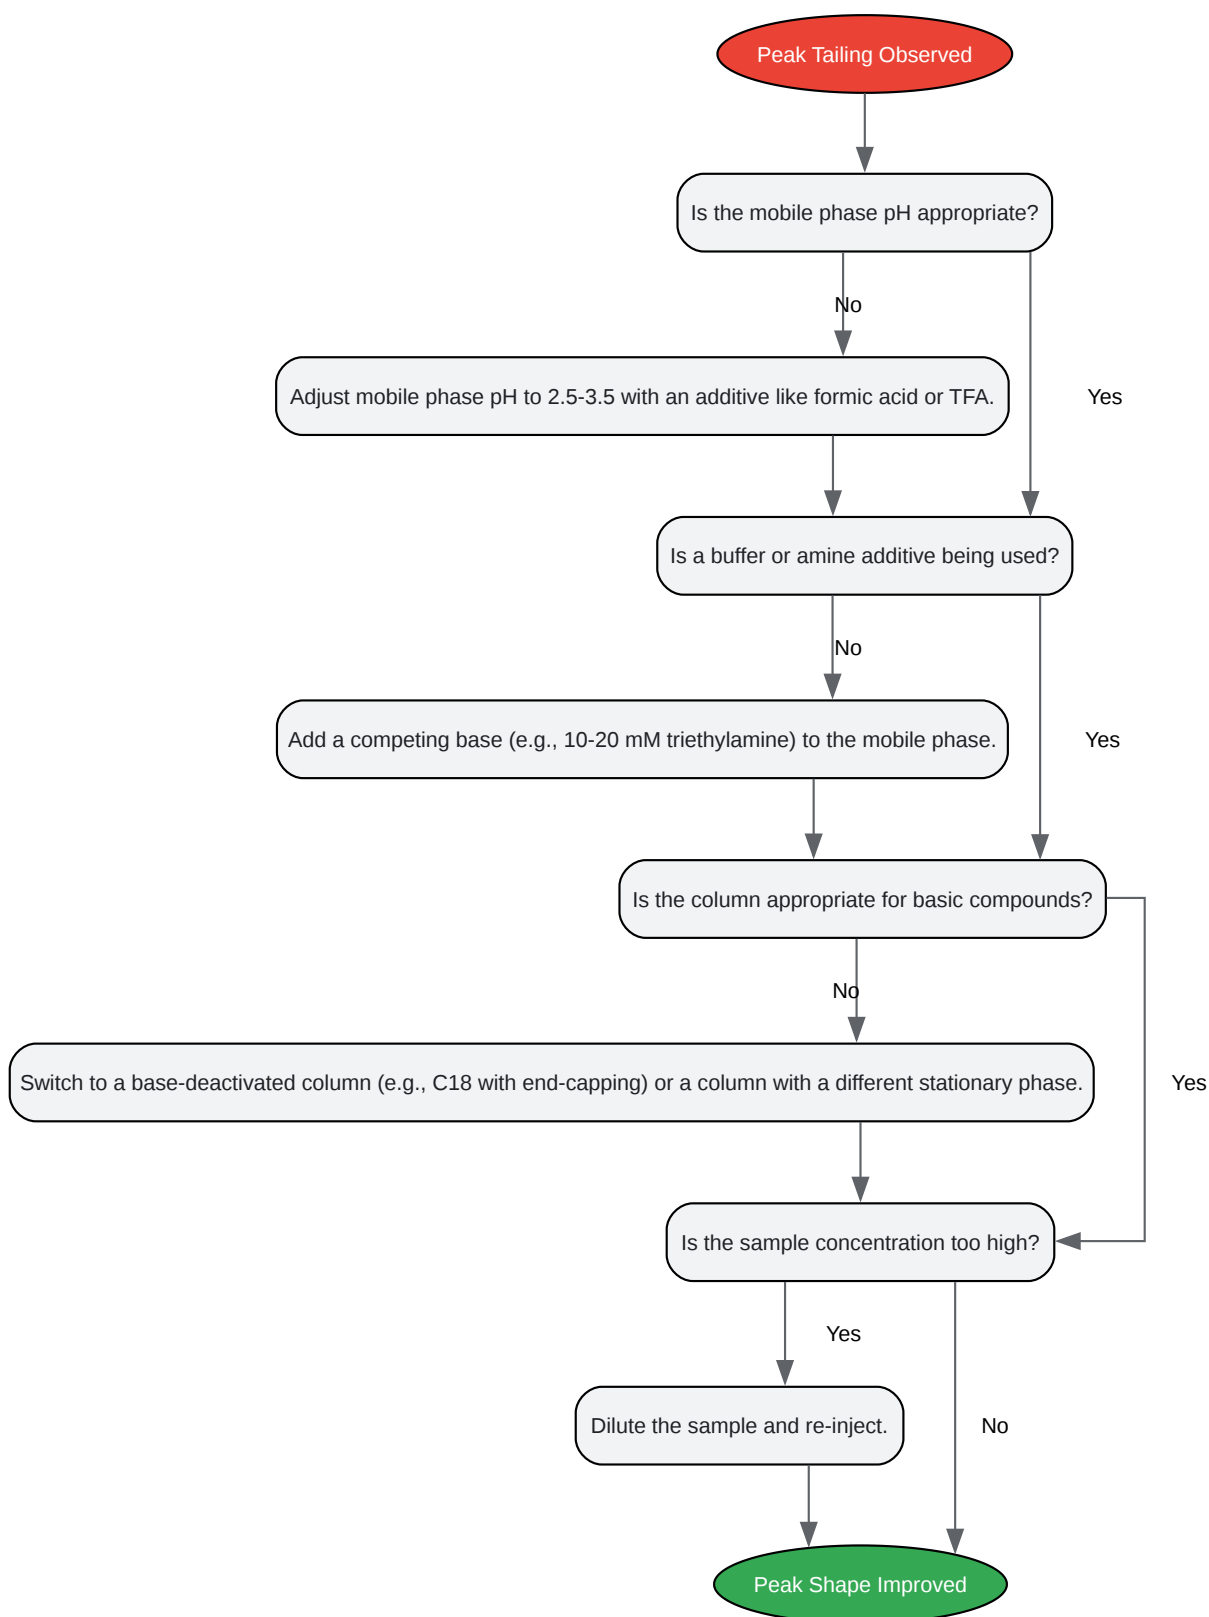 Peak Tailing Observed
Is the mobile phase pH appropriate?
No
Adjust mobile phase pH to 2.5-3.5 with an additive like formic acid or TFA.
Yes
Is a buffer or amine additive being used?
No
Add a competing base (e.g., 10-20 mM triethylamine) to the mobile phase.
Yes
Is the column appropriate for basic compounds?
No
Switch to a base-deactivated column (e.g., C18 with end-capping) or a column with a different stationary phase.
Yes
Is the sample concentration too high?
Yes
Dilute the sample and re-inject.
No
Peak Shape Improved